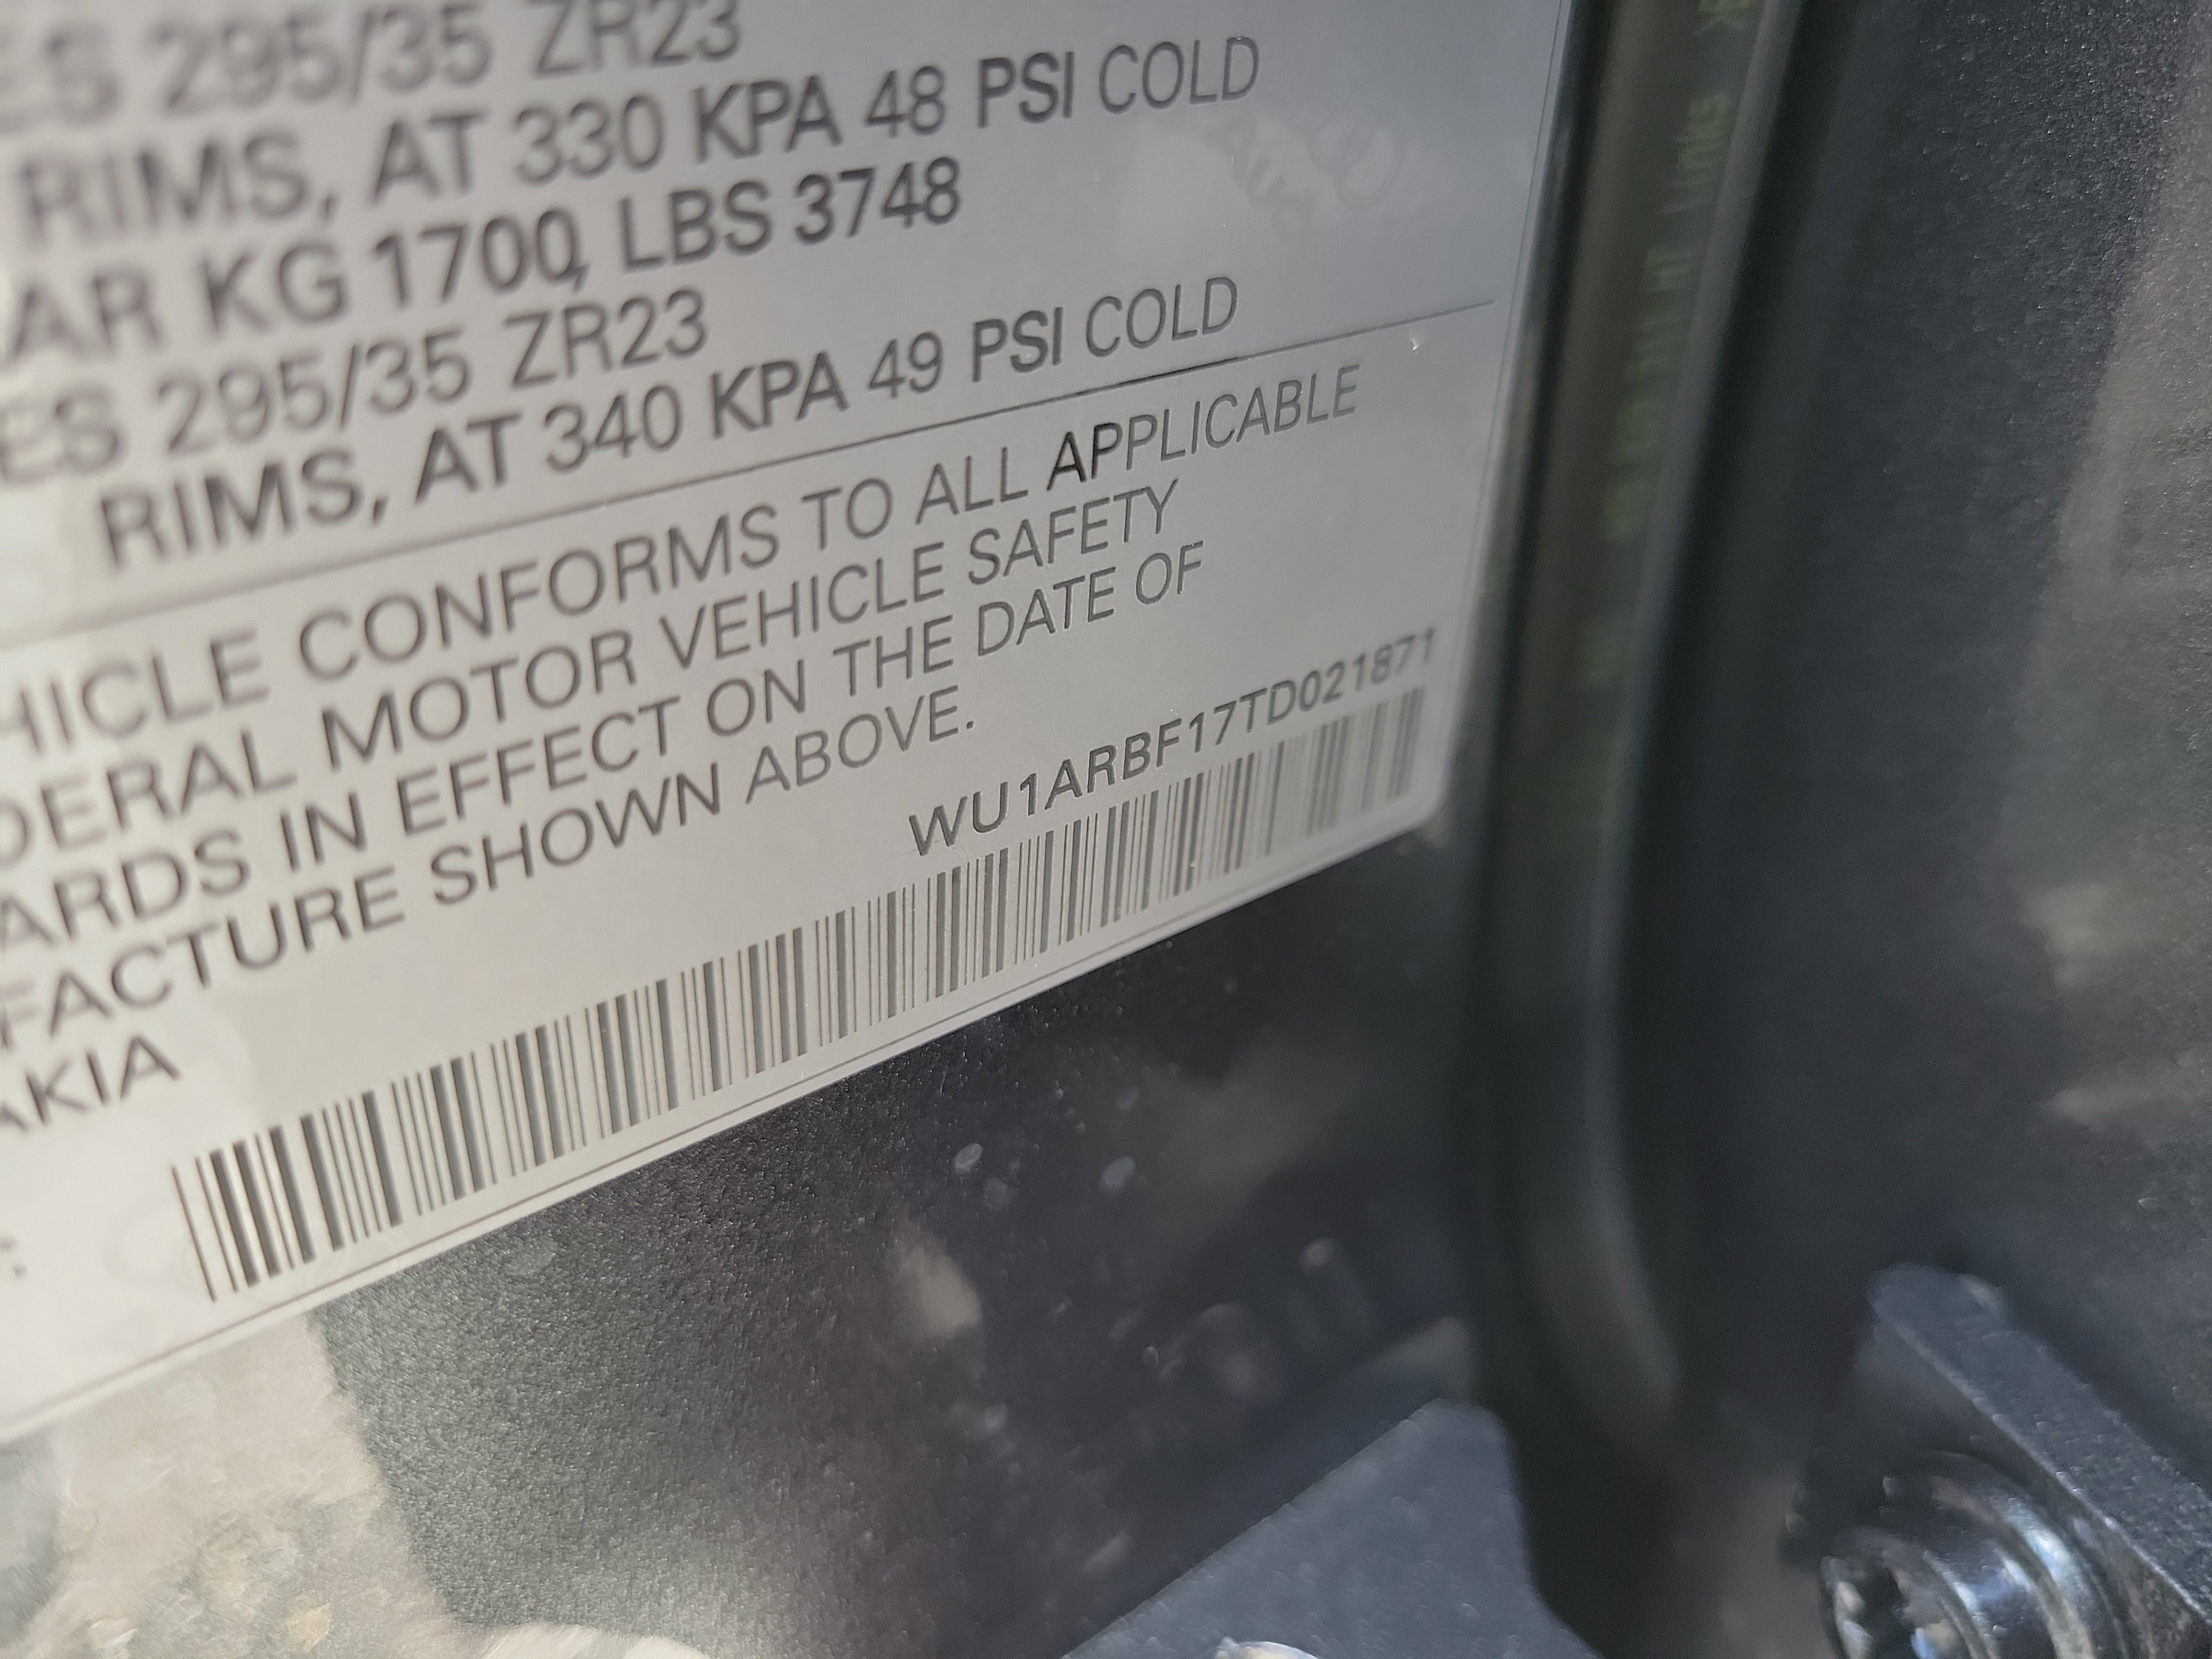 ES 295/35 ZR23
RIMS, AT 330 KPA 48 PSI COLD
AR KG 1700, LBS 3748
ES 295/35 ZR23
RIMS, AT 340 KPA 49 PSI COLD
HICLE CONFORMS TO ALL APPLICABLE
DERAL MOTOR VEHICLE SAFETY
ARDS IN EFFECT ON THE DATE OF
FACTURE SHOWN ABOVE.
WU1ARBF17TD021871
AKIA